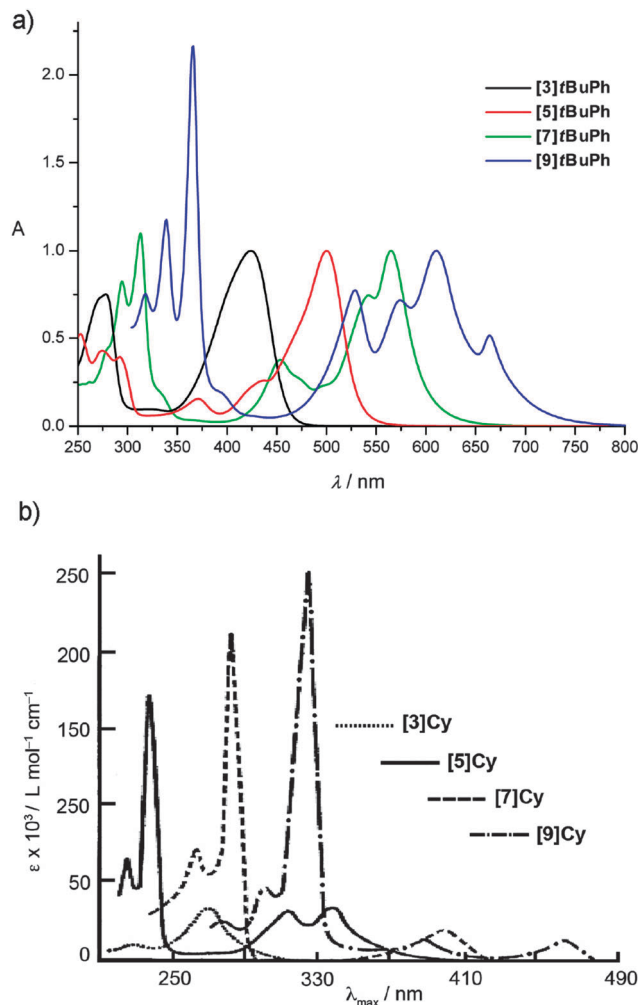 a)
[3]tBuPh
[5]tBuPh
[7]tBuPh
[9]tBuPh
2.0
1.5
A
1.0
0.5
0.0
250 300 350 400 450 500 550 600 650 700 750 800
λ / nm
b)
250
200
150
250
50
0
ε x 10³ / L mol⁻¹ cm⁻¹
[3]Cy
[5]Cy
[7]Cy
[9]Cy
250 330 410 490
λmax / nm